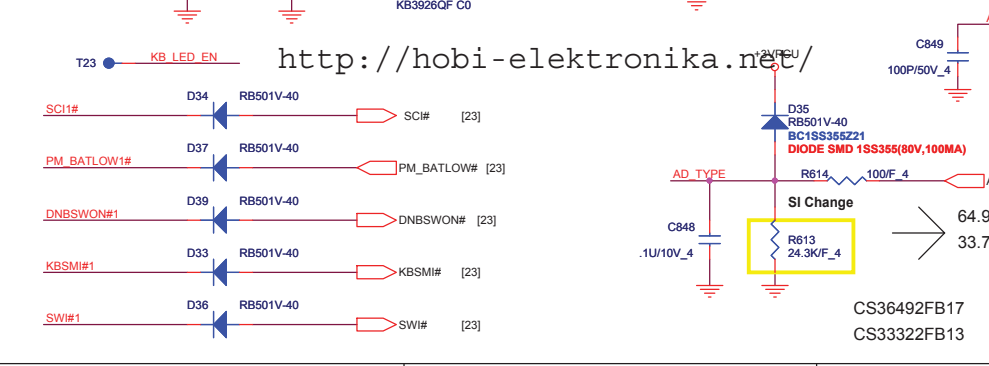 KB3926QF C0
T23 KB_LED_EN
http://hobi-elektronika.net/
+3VPCU
C849
100P/50V_4
D34 RB501V-40
SCI1# SCI# [23]
D35
RB501V-40
BC1SS355Z21
DIODE SMD 1SS355(80V,100MA)
D37 RB501V-40
PM_BATLOW1# PM_BATLOW# [23]
AD_TYPE R614 100/F_4
SI Change
D39 RB501V-40
DNBSWON#1 DNBSWON# [23]
C848
.1U/10V_4
R613
24.3K/F_4
64.9
33.7
D33 RB501V-40
KBSMI#1 KBSMI# [23]
D36 RB501V-40
SWI#1 SWI# [23]
CS36492FB17
CS33322FB13